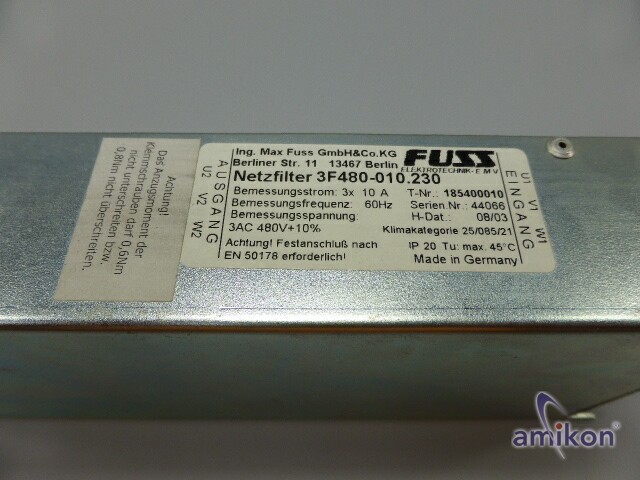 Achtung!
Das Anzugsmoment der
Klemmschrauben darf 0,6Nm
nicht unterschreiten bzw.
0,8Nm nicht überschreiten.
AUSGANG
U2 V2 W2
Ing. Max Fuss GmbH&Co.KG
Berliner Str. 11 13467 Berlin
FUSS
ELEKTROTECHNIK-EMV
Netzfilter 3F480-010.230
Bemessungsstrom: 3x 10 A
T-Nr.: 185400010
Bemessungsfrequenz: 60Hz
Serien Nr.: 44066
Bemessungsspannung:
H-Dat.: 08/03
3AC 480V+10%
Klimakategorie 25/085/21
Achtung! Festanschluß nach
IP 20 Tu: max. 45°C
EN 50178 erforderlich!
Made in Germany
EINGANG
U1 V1 W1
amikon